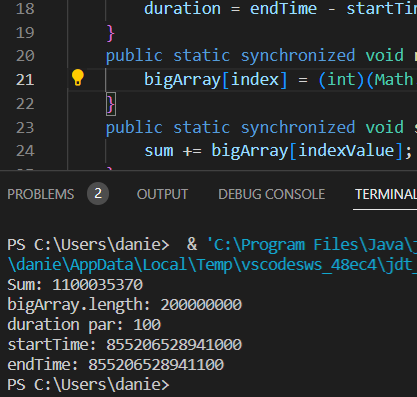 18 duration = endTime - startTi
19 }
20 public static synchronized void
21 bigArray[index] = (int)(Math
22 }
23 public static synchronized void s
24 sum += bigArray[indexValue];
PROBLEMS 2 OUTPUT DEBUG CONSOLE TERMINAL
PS C:\Users\danie> & 'C:\Program Files\Java\j
\danie\AppData\Local\Temp\vscodesws_48ec4\jdt_
Sum: 1100035370
bigArray.length: 200000000
duration par: 100
startTime: 855206528941000
endTime: 855206528941100
PS C:\Users\danie>